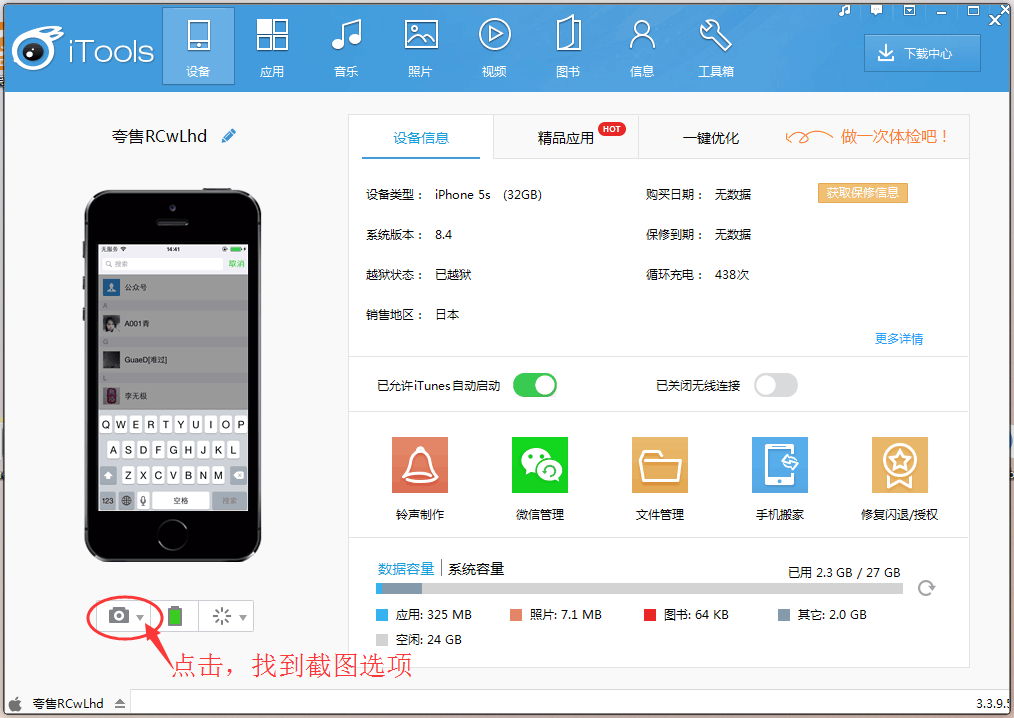 iTools
设备
应用
音乐
照片
视频
图书
信息
工具箱
下载中心
夸售RCwLhd
设备信息
精品应用 HOT
一键优化
做一次体检吧！
设备类型： iPhone 5s (32GB)
购买日期： 无数据
获取保修信息
系统版本： 8.4
保修到期： 无数据
越狱状态： 已越狱
循环充电： 438次
销售地区： 日本
更多详情
已允许iTunes自动启动
已关闭无线连接
无服务 14:41
搜索 取消
公众号
A
A001青
G
GuaeD[难过]
L
李无极
Q W E R T Y U I O P
A S D F G H J K L
Z X C V B N M
123 空格 搜索
铃声制作
微信管理
文件管理
手机搬家
修复闪退/授权
数据容量 系统容量
已用 2.3 GB / 27 GB
应用: 325 MB
照片: 7.1 MB
图书: 64 KB
其它: 2.0 GB
空闲: 24 GB
点击，找到截图选项
夸售RCwLhd
3.3.9.5